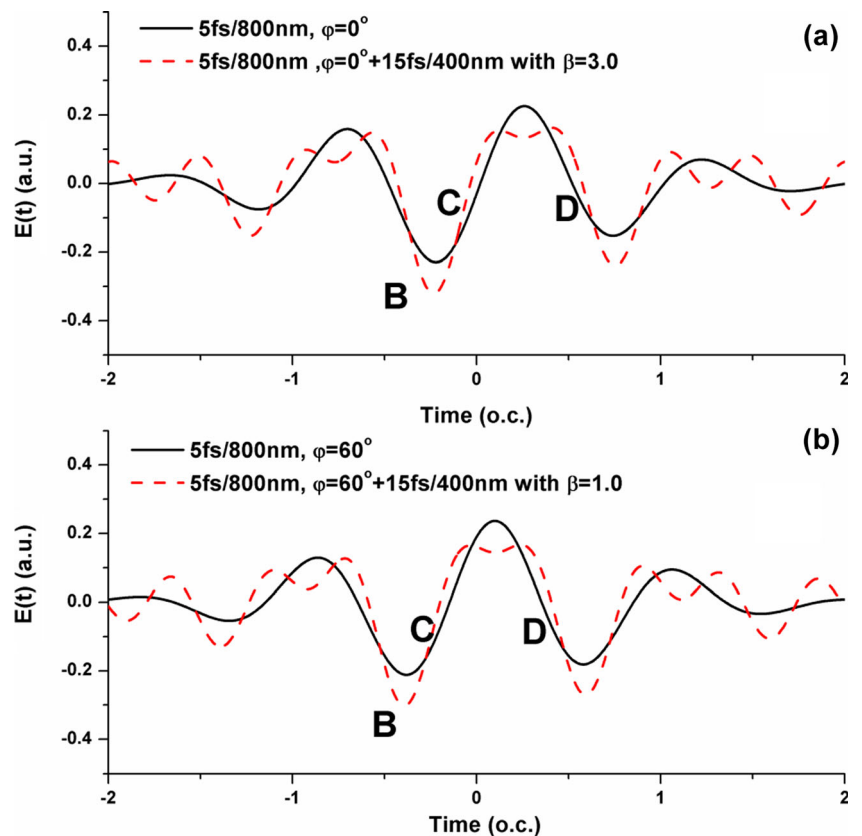 (a)
5fs/800nm, φ=0°
5fs/800nm ,φ=0°+15fs/400nm with β=3.0
0.4
0.2
0.0
-0.2
-0.4
E(t) (a.u.)
C
D
B
-2 -1 0 1 2
Time (o.c.)
(b)
5fs/800nm, φ=60°
5fs/800nm, φ=60°+15fs/400nm with β=1.0
0.4
0.2
0.0
-0.2
-0.4
E(t) (a.u.)
C
D
B
-2 -1 0 1 2
Time (o.c.)